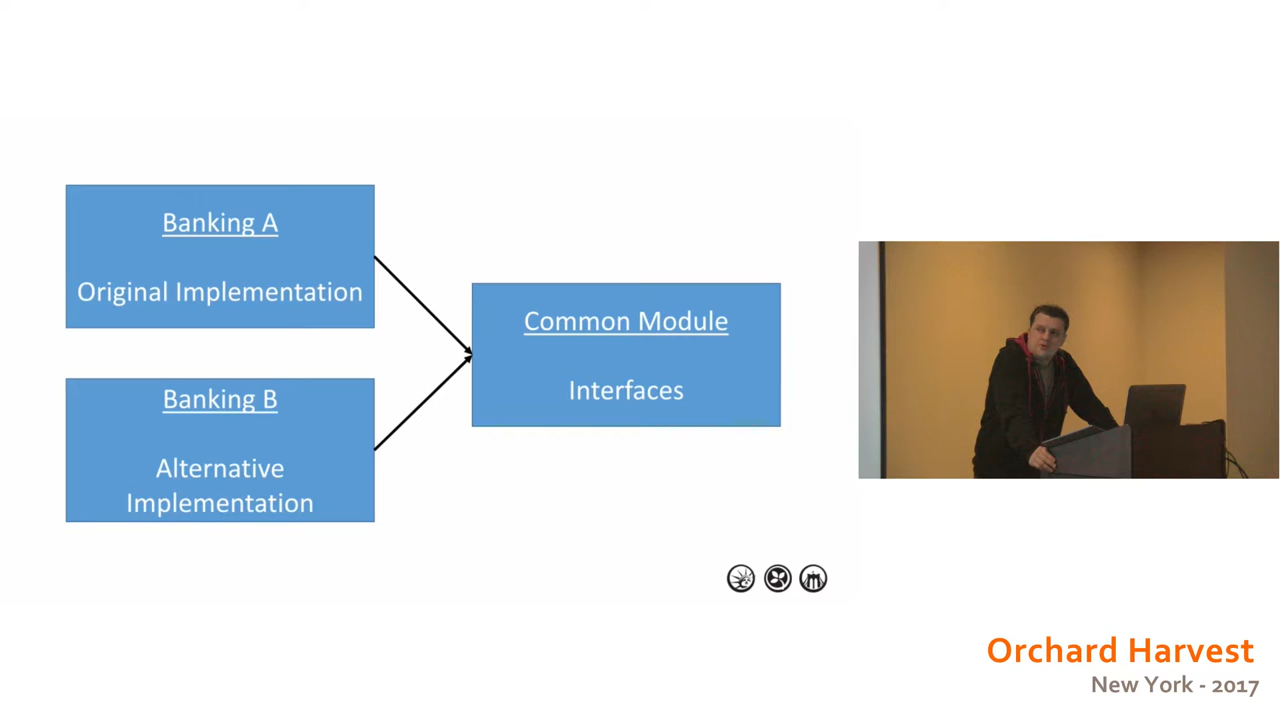 Banking A
Original Implementation
Banking B
Alternative
Implementation
Common Module
Interfaces
Orchard Harvest
New York - 2017